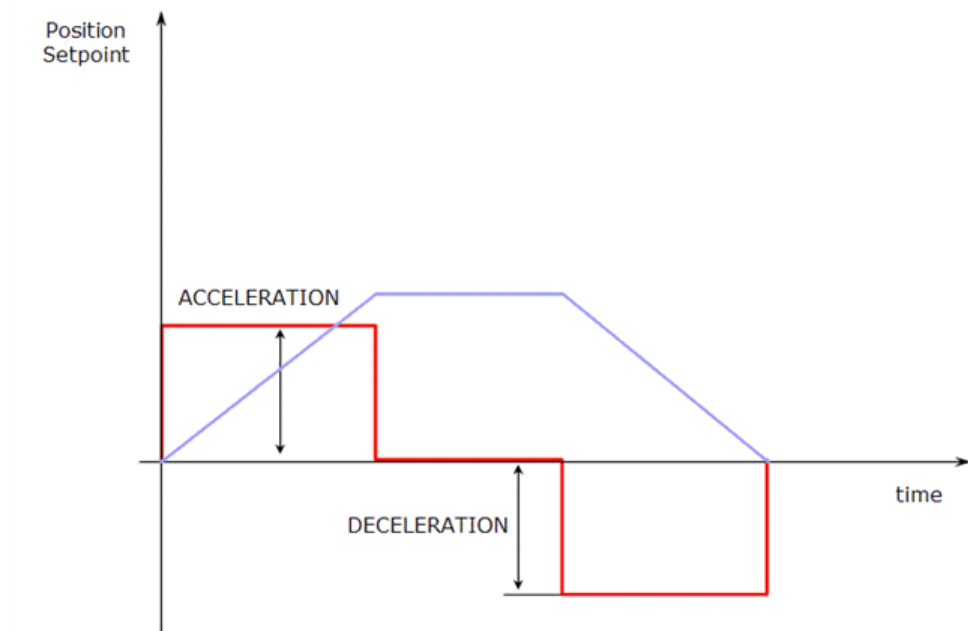 Position
Setpoint
ACCELERATION
time
DECELERATION